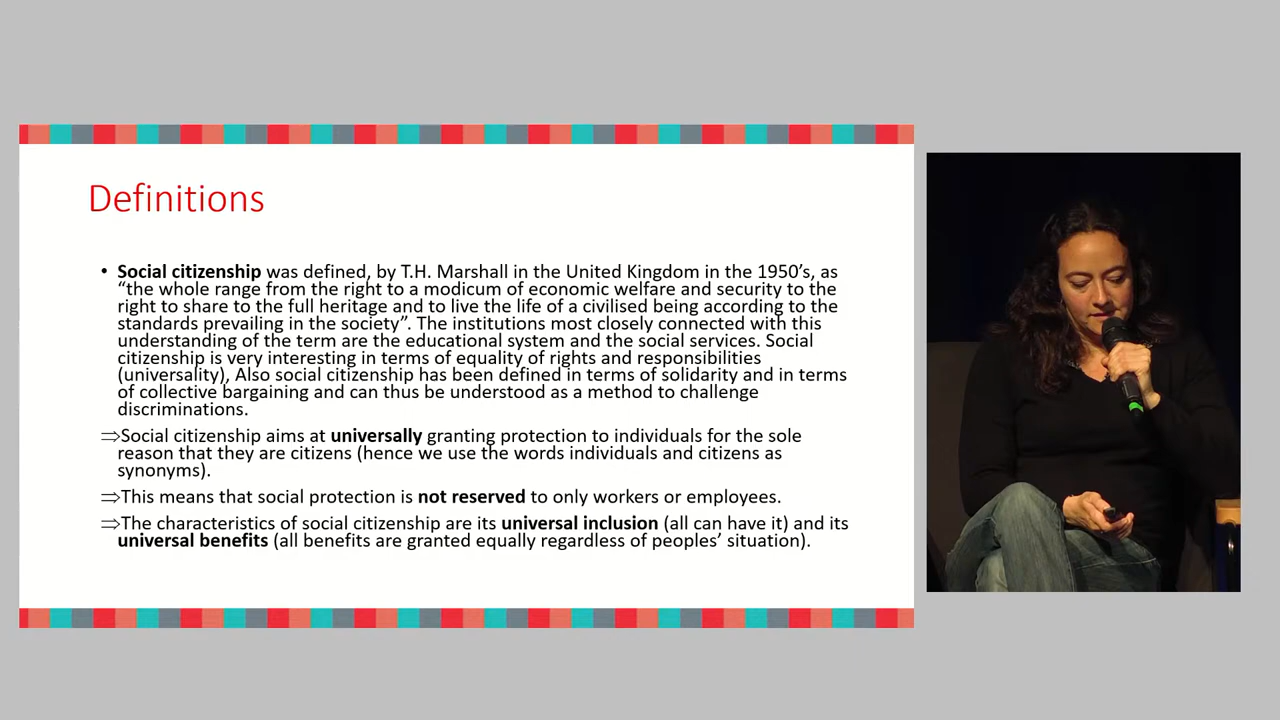 Definitions
• Social citizenship was defined, by T.H. Marshall in the United Kingdom in the 1950’s, as
“the whole range from the right to a modicum of economic welfare and security to the
right to share to the full heritage and to live the life of a civilised being according to the
standards prevailing in the society”. The institutions most closely connected with this
understanding of the term are the educational system and the social services. Social
citizenship is very interesting in terms of equality of rights and responsibilities
(universality), Also social citizenship has been defined in terms of solidarity and in terms
of collective bargaining and can thus be understood as a method to challenge
discriminations.
⇒Social citizenship aims at universally granting protection to individuals for the sole
reason that they are citizens (hence we use the words individuals and citizens as
synonyms).
⇒This means that social protection is not reserved to only workers or employees.
⇒The characteristics of social citizenship are its universal inclusion (all can have it) and its
universal benefits (all benefits are granted equally regardless of peoples’ situation).